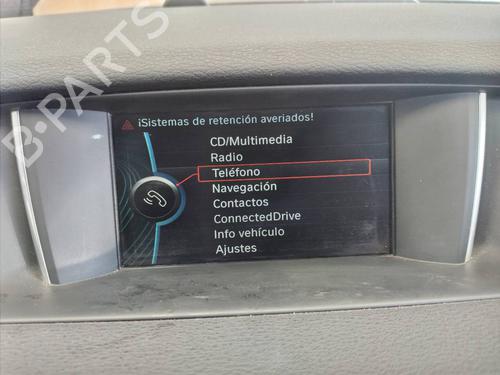 B-PARTS
¡Sistemas de retención averiados!
CD/Multimedia
Radio
Teléfono
Navegación
Contactos
ConnectedDrive
Info vehículo
Ajustes